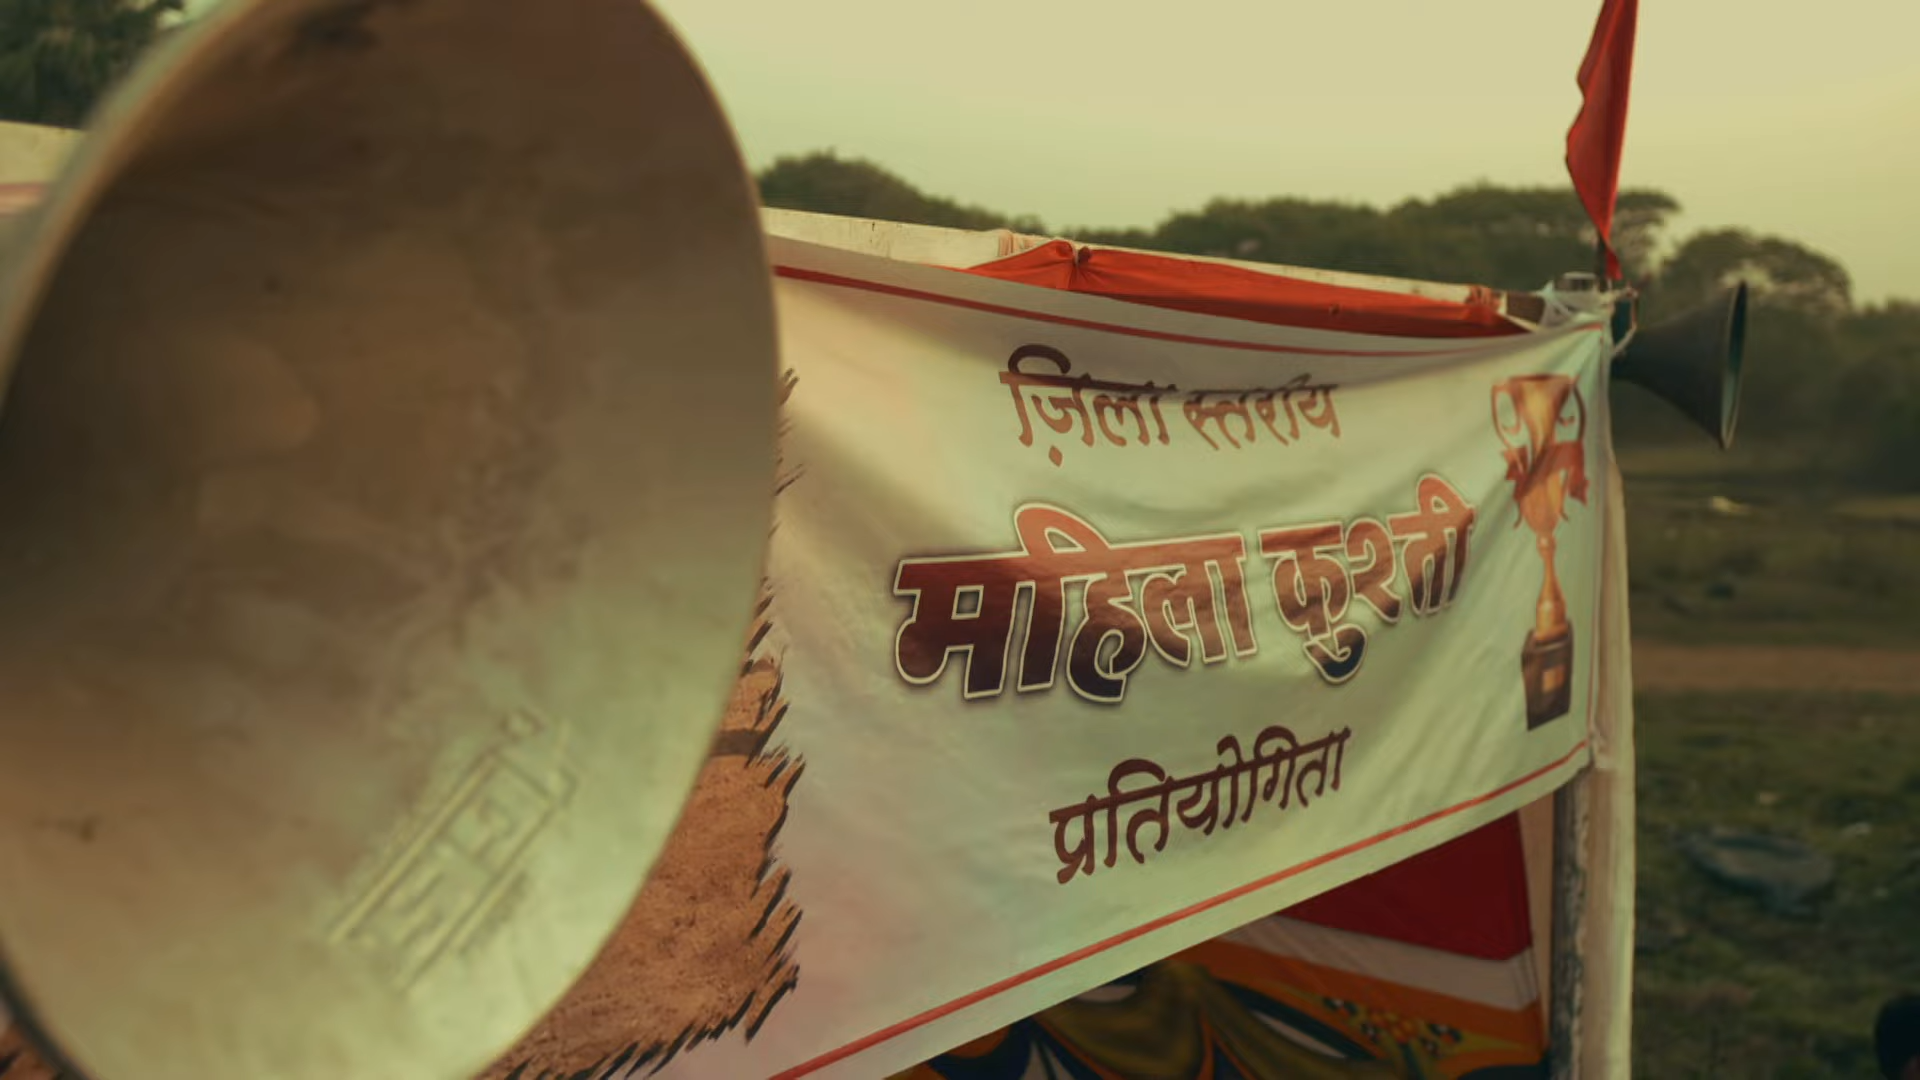 ज़िला स्तरीय
महिला कुश्ती
प्रतियोगिता